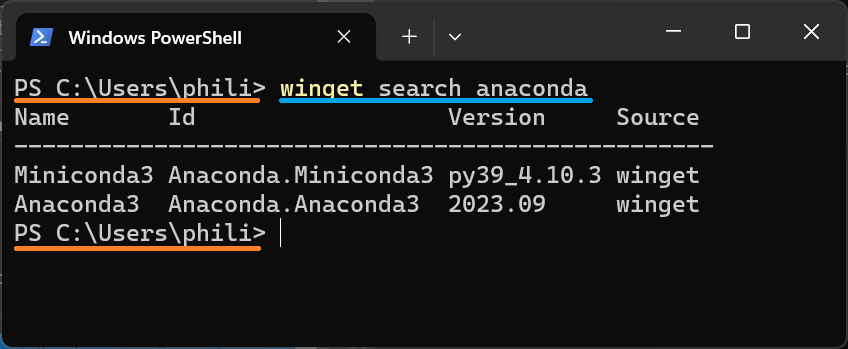 Windows PowerShell
PS C:\Users\phili> winget search anaconda
Name       Id                  Version      Source
--------------------------------------------------
Miniconda3 Anaconda.Miniconda3 py39_4.10.3 winget
Anaconda3  Anaconda.Anaconda3  2023.09     winget
PS C:\Users\phili>